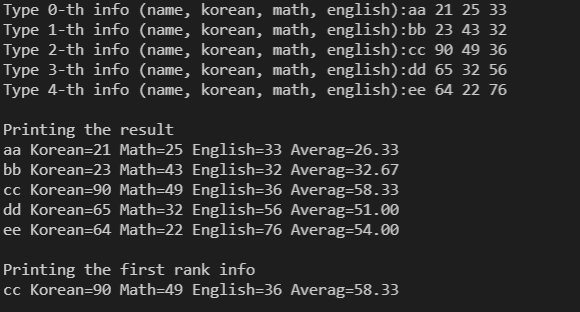 Type 0-th info (name, korean, math, english):aa 21 25 33
Type 1-th info (name, korean, math, english):bb 23 43 32
Type 2-th info (name, korean, math, english):cc 90 49 36
Type 3-th info (name, korean, math, english):dd 65 32 56
Type 4-th info (name, korean, math, english):ee 64 22 76
Printing the result
aa Korean=21 Math=25 English=33 Averag=26.33
bb Korean=23 Math=43 English=32 Averag=32.67
cc Korean=90 Math=49 English=36 Averag=58.33
dd Korean=65 Math=32 English=56 Averag=51.00
ee Korean=64 Math=22 English=76 Averag=54.00
Printing the first rank info
cc Korean=90 Math=49 English=36 Averag=58.33